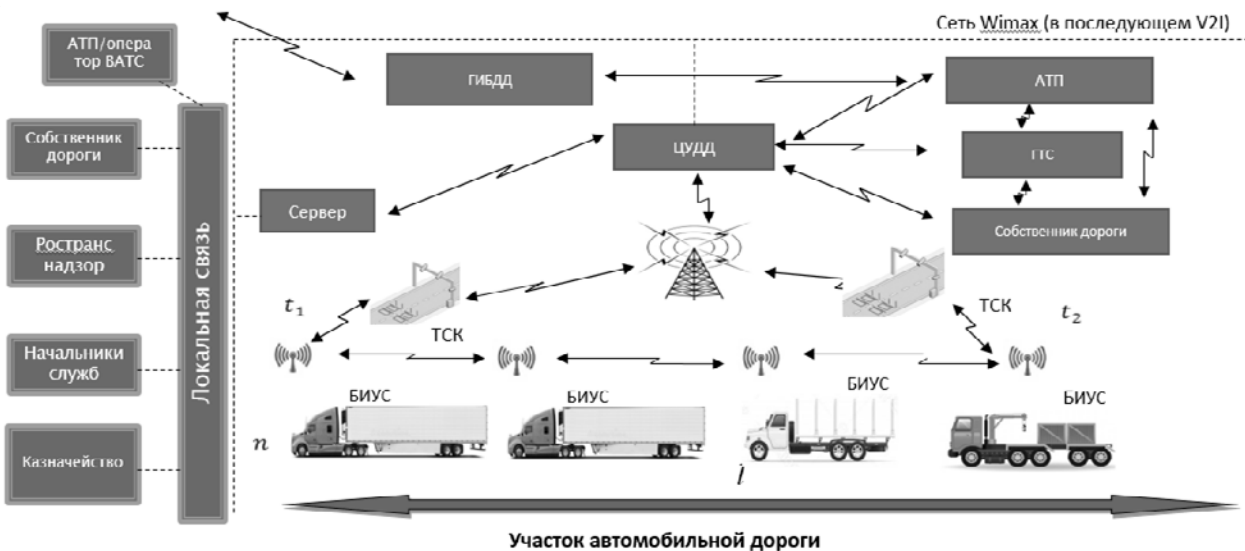 Сеть Wimax (в последующем V2I)
АТП/опера
тор ВАТС
ГИБДД
АТП
Собственник
дороги
ЦУДД
ГТС
Сервер
Собственник дороги
Ространс
надзор
Локальная связь
t₁
ТСК
ТСК
t₂
Начальники
служб
БИУС
БИУС
БИУС
БИУС
n
Казначейство
l
Участок автомобильной дороги